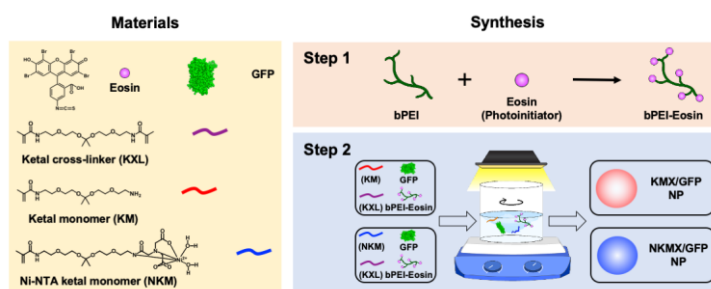 Materials
Eosin
GFP
Ketal cross-linker (KXL)
Ketal monomer (KM)
Ni-NTA ketal monomer (NKM)
Synthesis
Step 1
bPEI
+
Eosin
(Photoinitiator)
bPEI-Eosin
Step 2
(KM) GFP
(KXL) bPEI-Eosin
(NKM) GFP
(KXL) bPEI-Eosin
KMX/GFP
NP
NKMX/GFP
NP